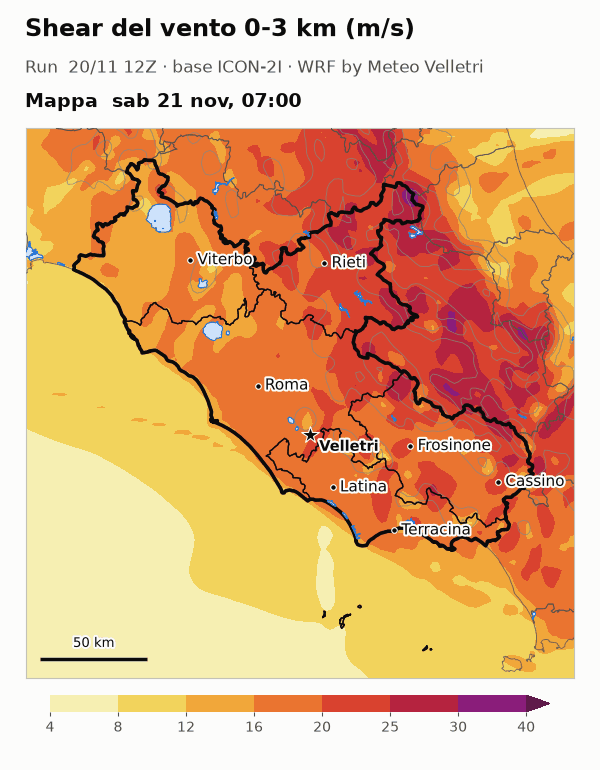 Shear del vento 0-3 km (m/s)
Run  20/11 12Z · base ICON-2I · WRF by Meteo Velletri
Mappa  sab 21 nov, 07:00
Viterbo
Rieti
Roma
Velletri
Frosinone
Latina
Cassino
Terracina
50 km
4 8 12 16 20 25 30 40